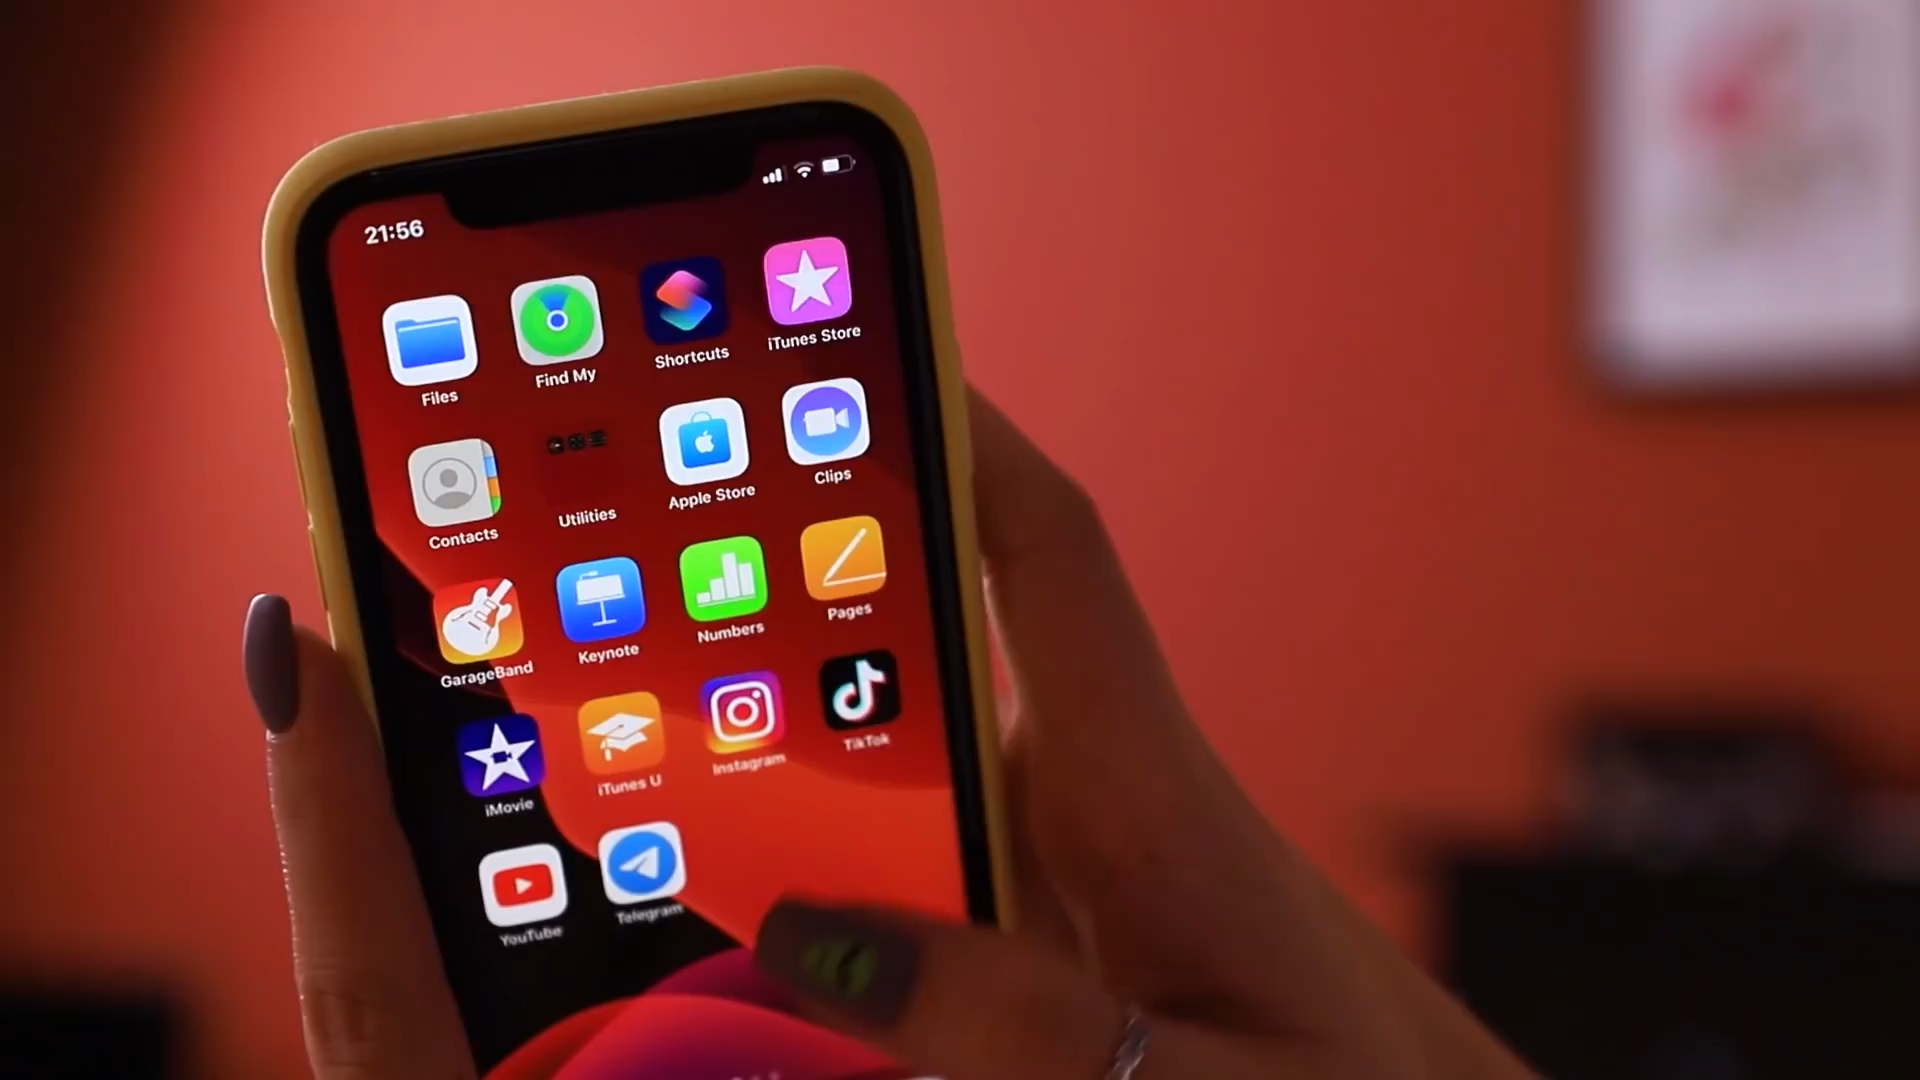 21:56
Files
Find My
Shortcuts
iTunes Store
Contacts
Utilities
Apple Store
Clips
GarageBand
Keynote
Numbers
Pages
iMovie
iTunes U
Instagram
TikTok
YouTube
Telegram